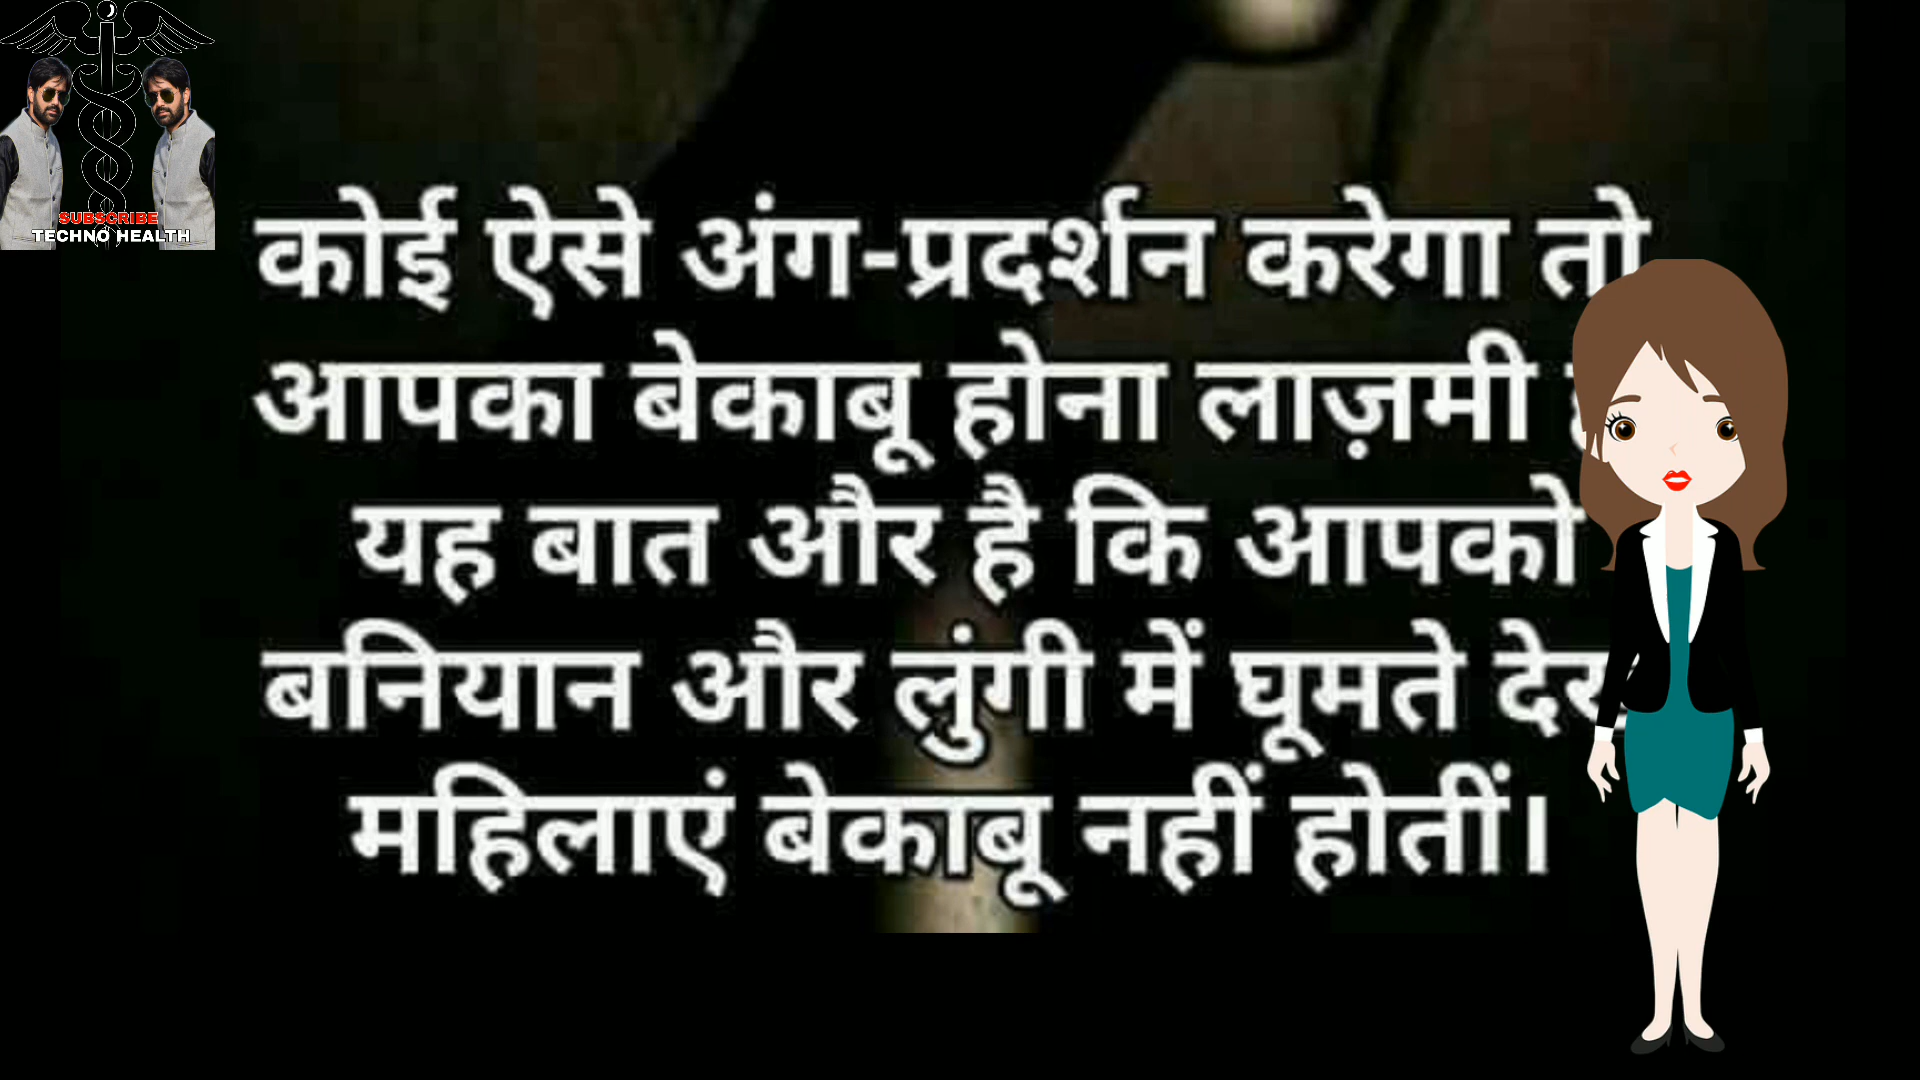 SUBSCRIBE
TECHNO HEALTH
कोई ऐसे अंग-प्रदर्शन करेगा तो
आपका बेकाबू होना लाज़मी
यह बात और है कि आपको
बनियान और लुंगी में घूमते देख
महिलाएं बेकाबू नहीं होतीं।